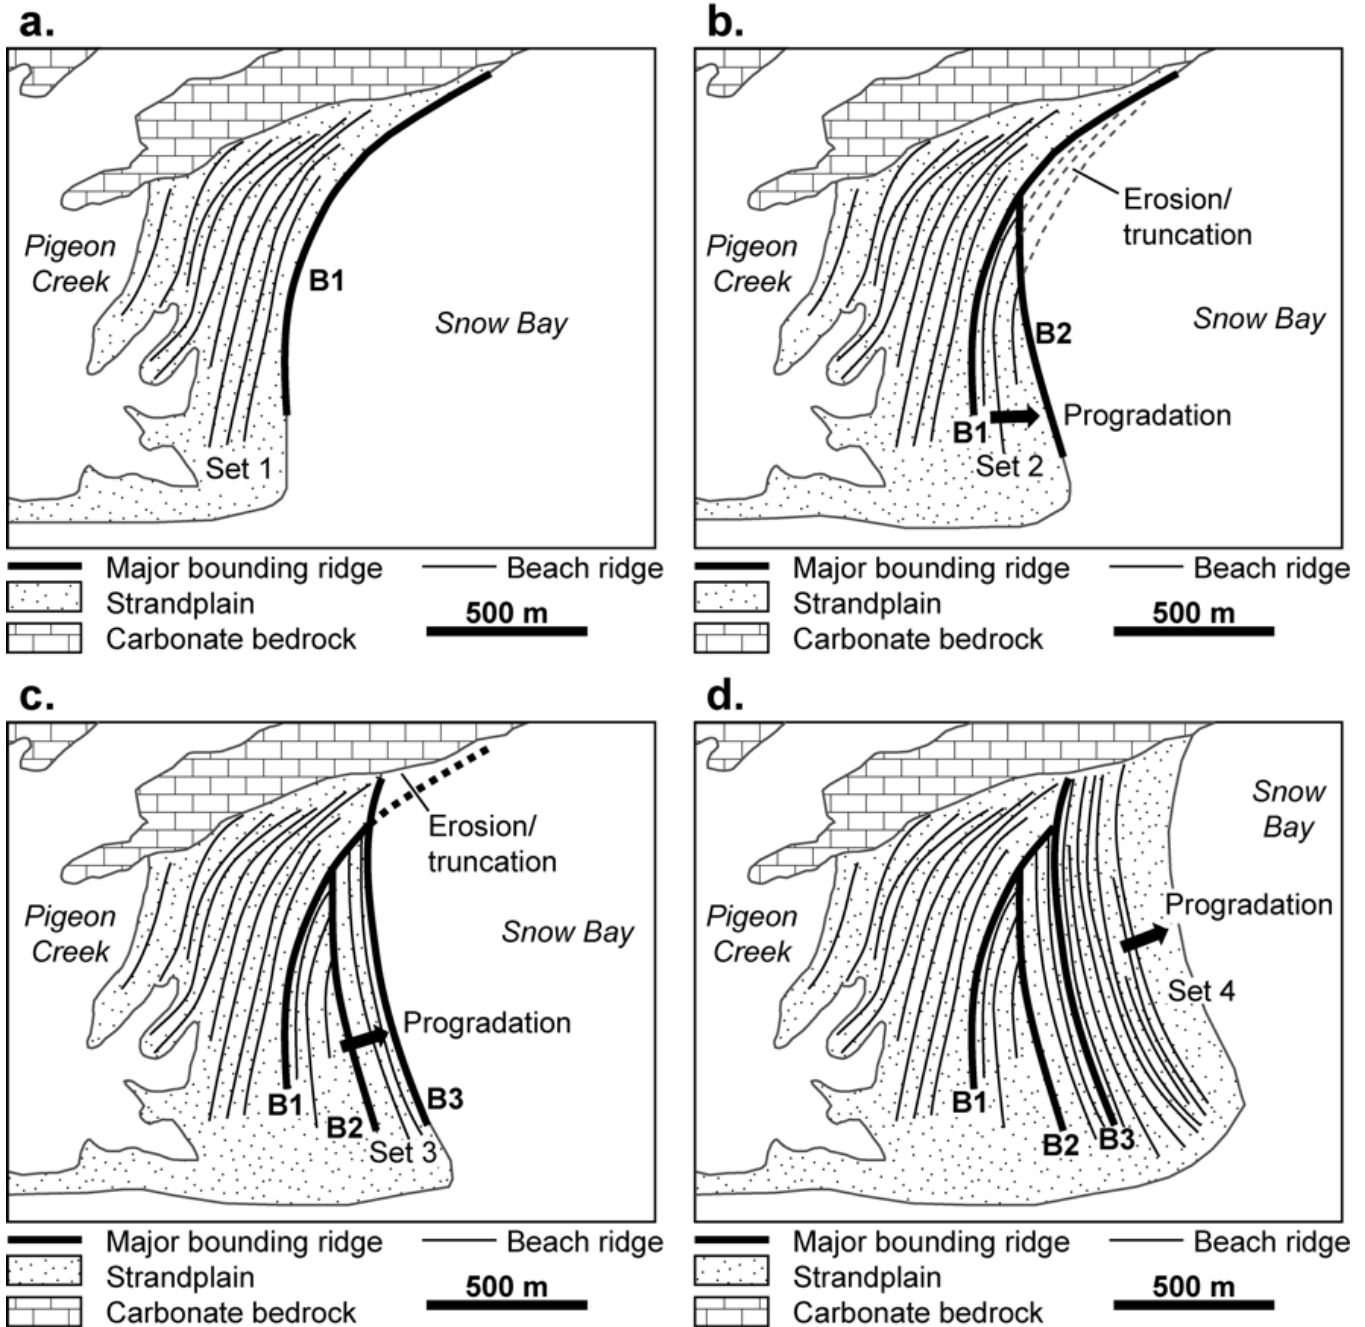 a.
Pigeon
Creek
B1
Snow Bay
Set 1
Major bounding ridge
Beach ridge
Strandplain
500 m
Carbonate bedrock
b.
Erosion/
truncation
Pigeon
Creek
Snow Bay
B2
Progradation
B1
Set 2
Major bounding ridge
Beach ridge
Strandplain
500 m
Carbonate bedrock
c.
Erosion/
truncation
Pigeon
Creek
Snow Bay
Progradation
B1
B3
B2
Set 3
Major bounding ridge
Beach ridge
Strandplain
500 m
Carbonate bedrock
d.
Snow
Bay
Progradation
Pigeon
Creek
Set 4
B1
B2
B3
Major bounding ridge
Beach ridge
Strandplain
500 m
Carbonate bedrock